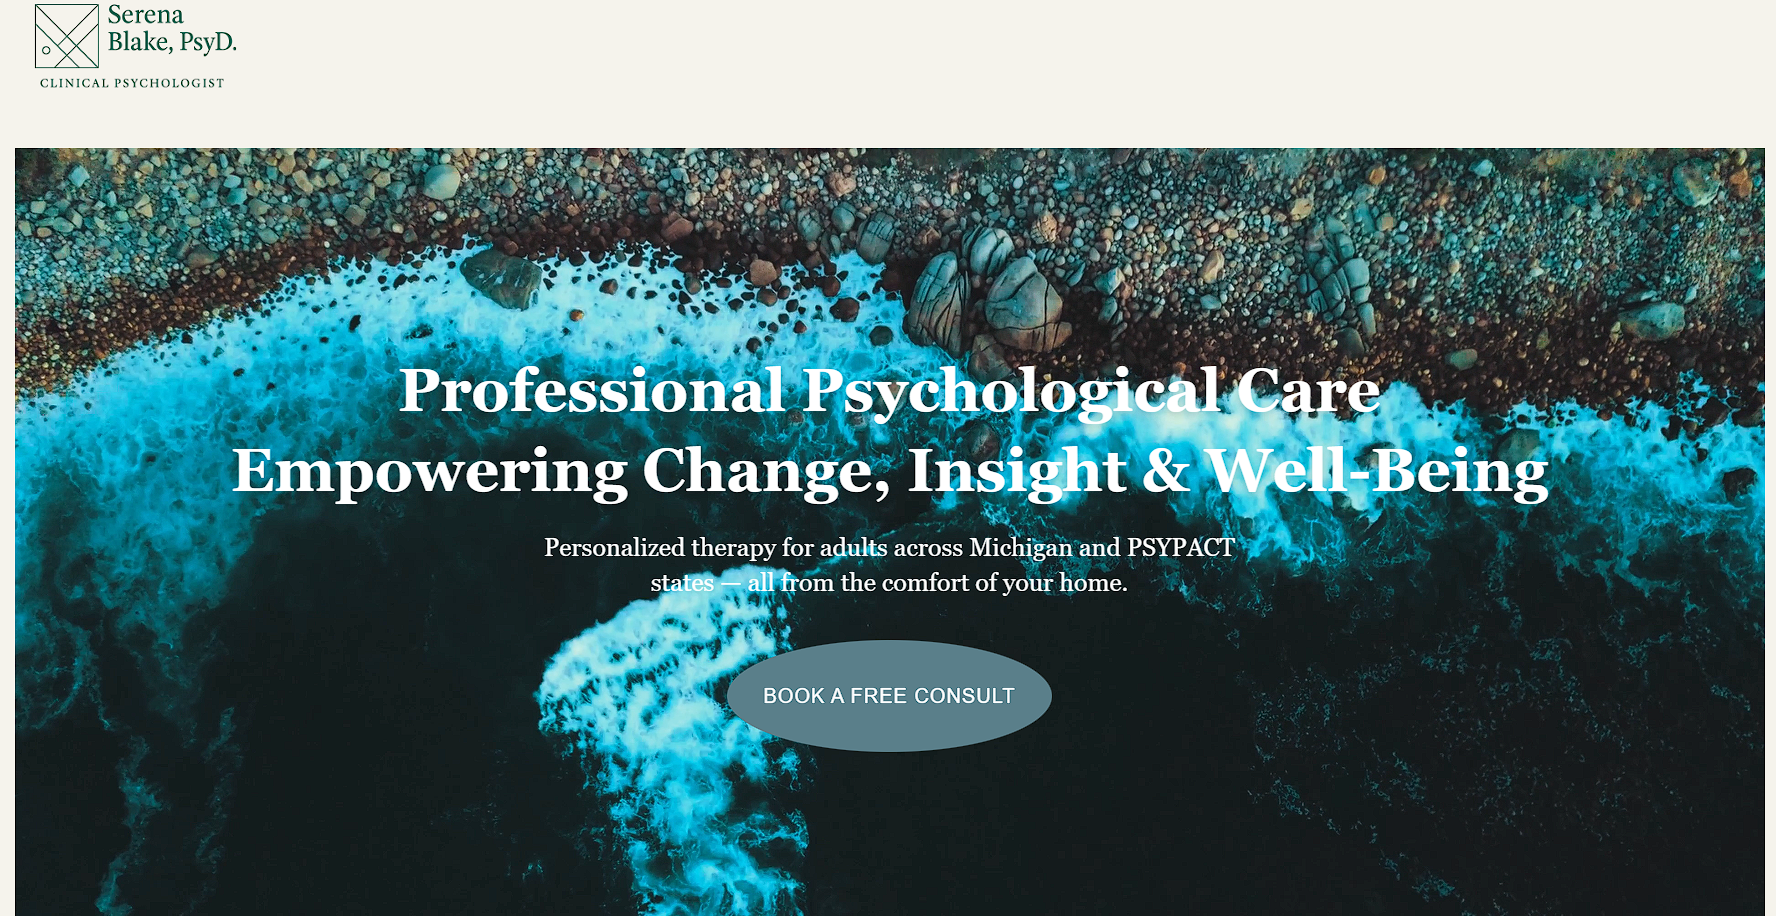 Serena
Blake, PsyD.
CLINICAL PSYCHOLOGIST
Professional Psychological Care
Empowering Change, Insight & Well-Being
Personalized therapy for adults across Michigan and PSYPACT
states — all from the comfort of your home.
BOOK A FREE CONSULT